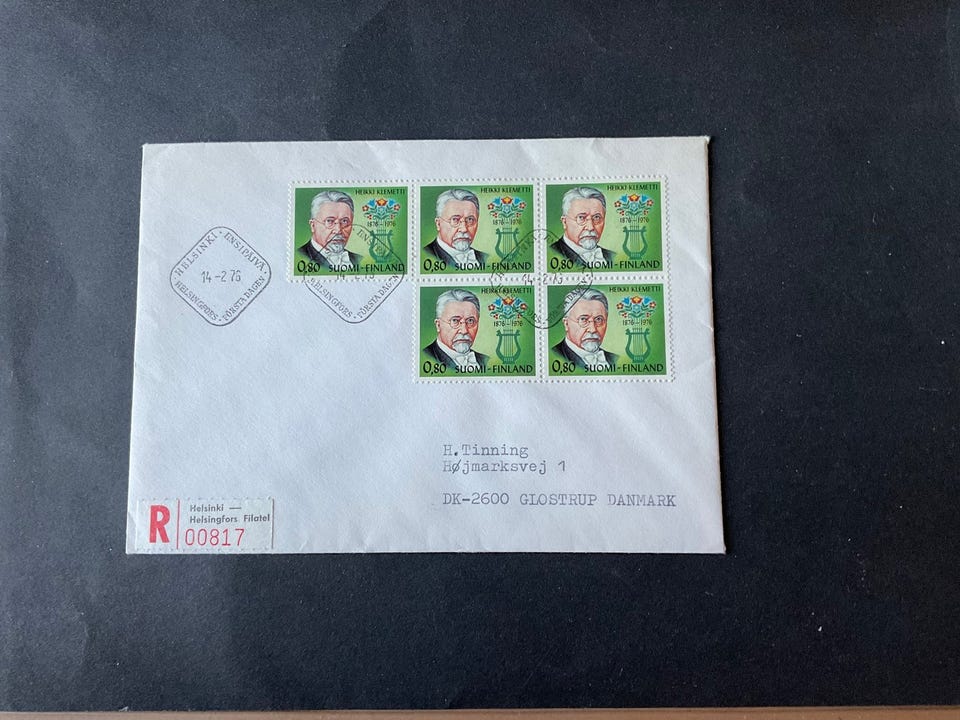 HEIKKI KLEMETTI
1876–1976
0,80 SUOMI-FINLAND
HEIKKI KLEMETTI
1876–1976
0,80 SUOMI-FINLAND
HEIKKI KLEMETTI
1876–1976
0,80 SUOMI-FINLAND
HELSINKI · ENSIPÄIVÄ
14–2.76
HELSINGFORS · FÖRSTA DAGEN
HEIKKI KLEMETTI
1876–1976
0,80 SUOMI-FINLAND
HEIKKI KLEMETTI
1876–1976
0,80 SUOMI-FINLAND
H.Tinning
Højmarksvej 1
DK-2600 GLOSTRUP DANMARK
R
Helsinki —
Helsingfors Filatel
00817